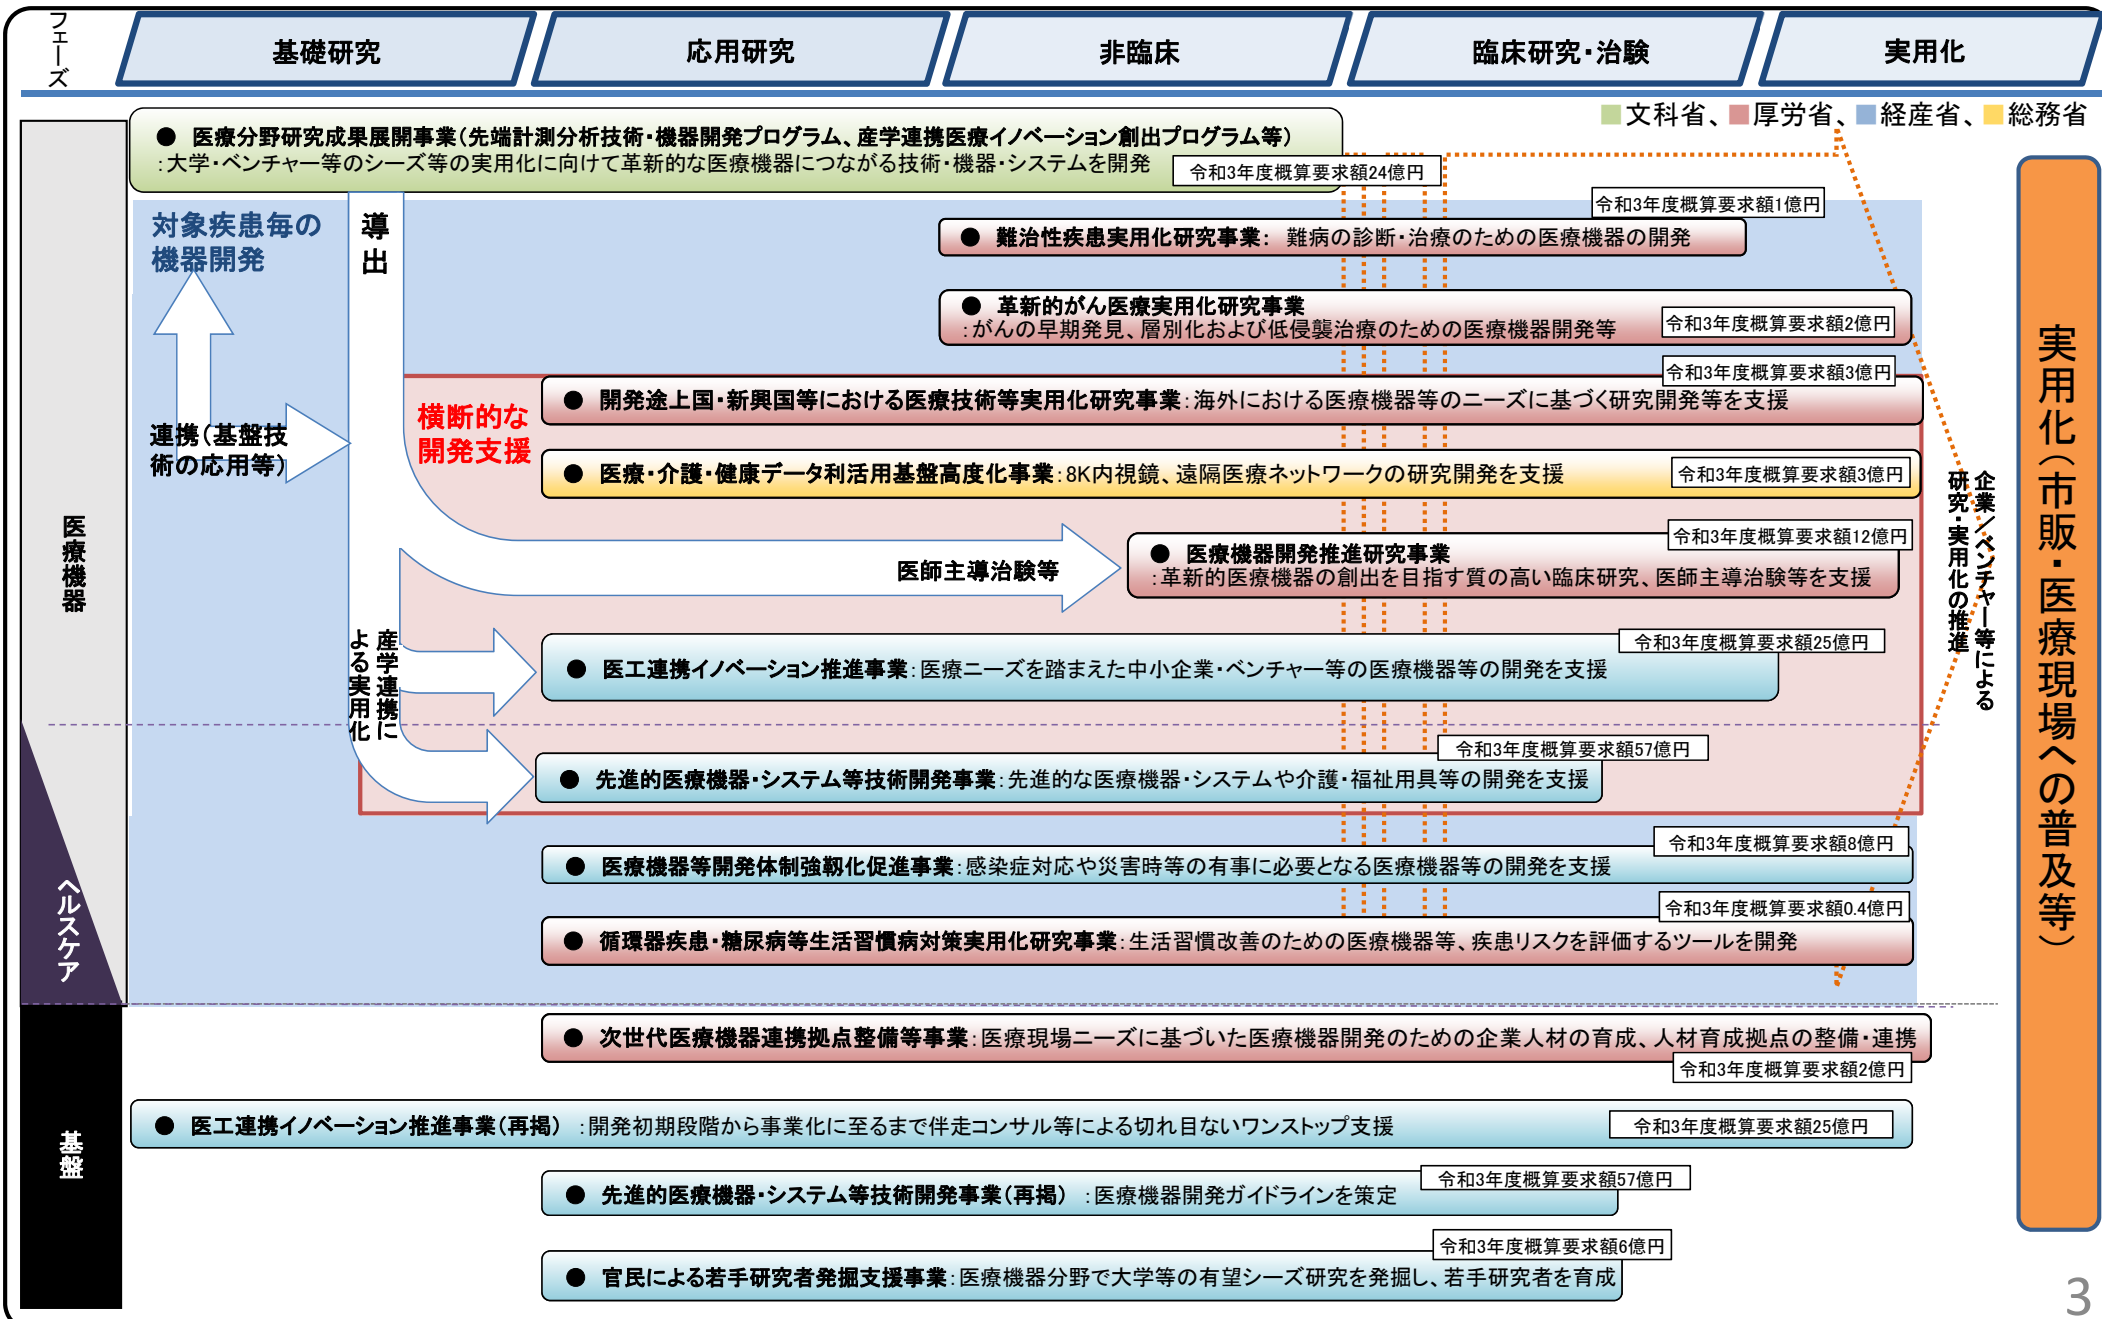 フェーズ
基礎研究
応用研究
非臨床
臨床研究・治験
実用化
文科省、厚労省、経産省、総務省
● 医療分野研究成果展開事業(先端計測分析技術・機器開発プログラム、産学連携医療イノベーション創出プログラム等)
:大学・ベンチャー等のシーズ等の実用化に向けて革新的な医療機器につながる技術・機器・システムを開発
令和3年度概算要求額24億円
対象疾患毎の
機器開発
導出
令和3年度概算要求額1億円
● 難治性疾患実用化研究事業: 難病の診断・治療のための医療機器の開発
● 革新的がん医療実用化研究事業
:がんの早期発見、層別化および低侵襲治療のための医療機器開発等
令和3年度概算要求額2億円
令和3年度概算要求額3億円
横断的な
開発支援
● 開発途上国・新興国等における医療技術等実用化研究事業:海外における医療機器等のニーズに基づく研究開発等を支援
連携(基盤技
術の応用等)
● 医療・介護・健康データ利活用基盤高度化事業:8K内視鏡、遠隔医療ネットワークの研究開発を支援
令和3年度概算要求額3億円
医療機器
令和3年度概算要求額12億円
医師主導治験等
● 医療機器開発推進研究事業
:革新的医療機器の創出を目指す質の高い臨床研究、医師主導治験等を支援
企業/ベンチャー等による
研究・実用化の推進
実用化(市販・医療現場への普及等)
産学連携に
よる実用化
令和3年度概算要求額25億円
● 医工連携イノベーション推進事業:医療ニーズを踏まえた中小企業・ベンチャー等の医療機器等の開発を支援
令和3年度概算要求額57億円
● 先進的医療機器・システム等技術開発事業:先進的な医療機器・システムや介護・福祉用具等の開発を支援
ヘルスケア
令和3年度概算要求額8億円
● 医療機器等開発体制強靱化促進事業:感染症対応や災害時等の有事に必要となる医療機器等の開発を支援
令和3年度概算要求額0.4億円
● 循環器疾患・糖尿病等生活習慣病対策実用化研究事業:生活習慣改善のための医療機器等、疾患リスクを評価するツールを開発
基盤
● 次世代医療機器連携拠点整備等事業:医療現場ニーズに基づいた医療機器開発のための企業人材の育成、人材育成拠点の整備・連携
令和3年度概算要求額2億円
● 医工連携イノベーション推進事業(再掲) :開発初期段階から事業化に至るまで伴走コンサル等による切れ目ないワンストップ支援
令和3年度概算要求額25億円
令和3年度概算要求額57億円
● 先進的医療機器・システム等技術開発事業(再掲) :医療機器開発ガイドラインを策定
令和3年度概算要求額6億円
● 官民による若手研究者発掘支援事業:医療機器分野で大学等の有望シーズ研究を発掘し、若手研究者を育成
3